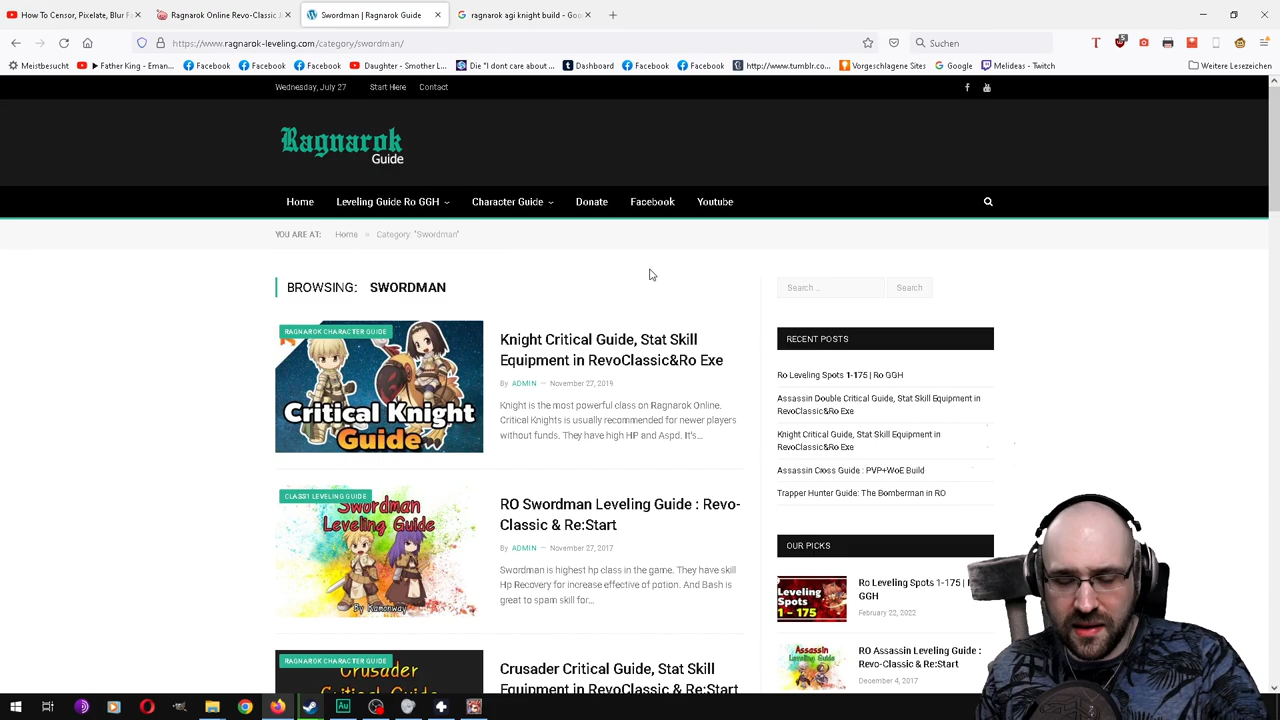 How To Censor, Pixelate, Blur F
Ragnarok Online Revo-Classic
Swordman | Ragnarok Guide
ragnarok agi knight build - Goo
https://www.ragnarok-leveling.com/category/swordman/
Suchen
Meistbesucht
Father King - Eman...
Facebook
Facebook
Facebook
Daughter - Smother L...
Die "I dont care about ...
Dashboard
Facebook
Facebook
http://www.tumblr.co...
Vorgeschlagene Sites
Google
Melideas - Twitch
Weitere Lesezeichen
Wednesday, July 27
Start Here
Contact
Ragnarok
Guide
Home
Leveling Guide Ro GGH
Character Guide
Donate
Facebook
Youtube
YOU ARE AT:
Home
»
Category: "Swordman"
BROWSING: SWORDMAN
RAGNAROK CHARACTER GUIDE
Critical Knight
Guide
Knight Critical Guide, Stat Skill
Equipment in RevoClassic&Ro Exe
By ADMIN — November 27, 2019
Knight is the most powerful class on Ragnarok Online.
Critical Knights is usually recommended for newer players
without funds. They have high HP and Aspd. It's...
CLASS1 LEVELING GUIDE
Swordman
Leveling Guide
By Kamonway
RO Swordman Leveling Guide : Revo-
Classic & Re:Start
By ADMIN — November 27, 2017
Swordman is highest hp class in the game. They have skill
Hp Recovery for increase effective of potion. And Bash is
great to spam skill for...
RAGNAROK CHARACTER GUIDE
Crusader
Critical Guide
Crusader Critical Guide, Stat Skill
Equipment in RevoClassic & Re:Start
Search ...
Search
RECENT POSTS
Ro Leveling Spots 1-175 | Ro GGH
Assassin Double Critical Guide, Stat Skill Equipment in
RevoClassic&Ro Exe
Knight Critical Guide, Stat Skill Equipment in
RevoClassic&Ro Exe
Assassin Cross Guide : PVP+WoE Build
Trapper Hunter Guide: The Bomberman in RO
OUR PICKS
Leveling
Spots
1 - 175
Ro Leveling Spots 1-175 |
GGH
February 22, 2022
Assassin
Leveling Guide
RO Assassin Leveling Guide :
Revo-Classic & Re:Start
December 4, 2017